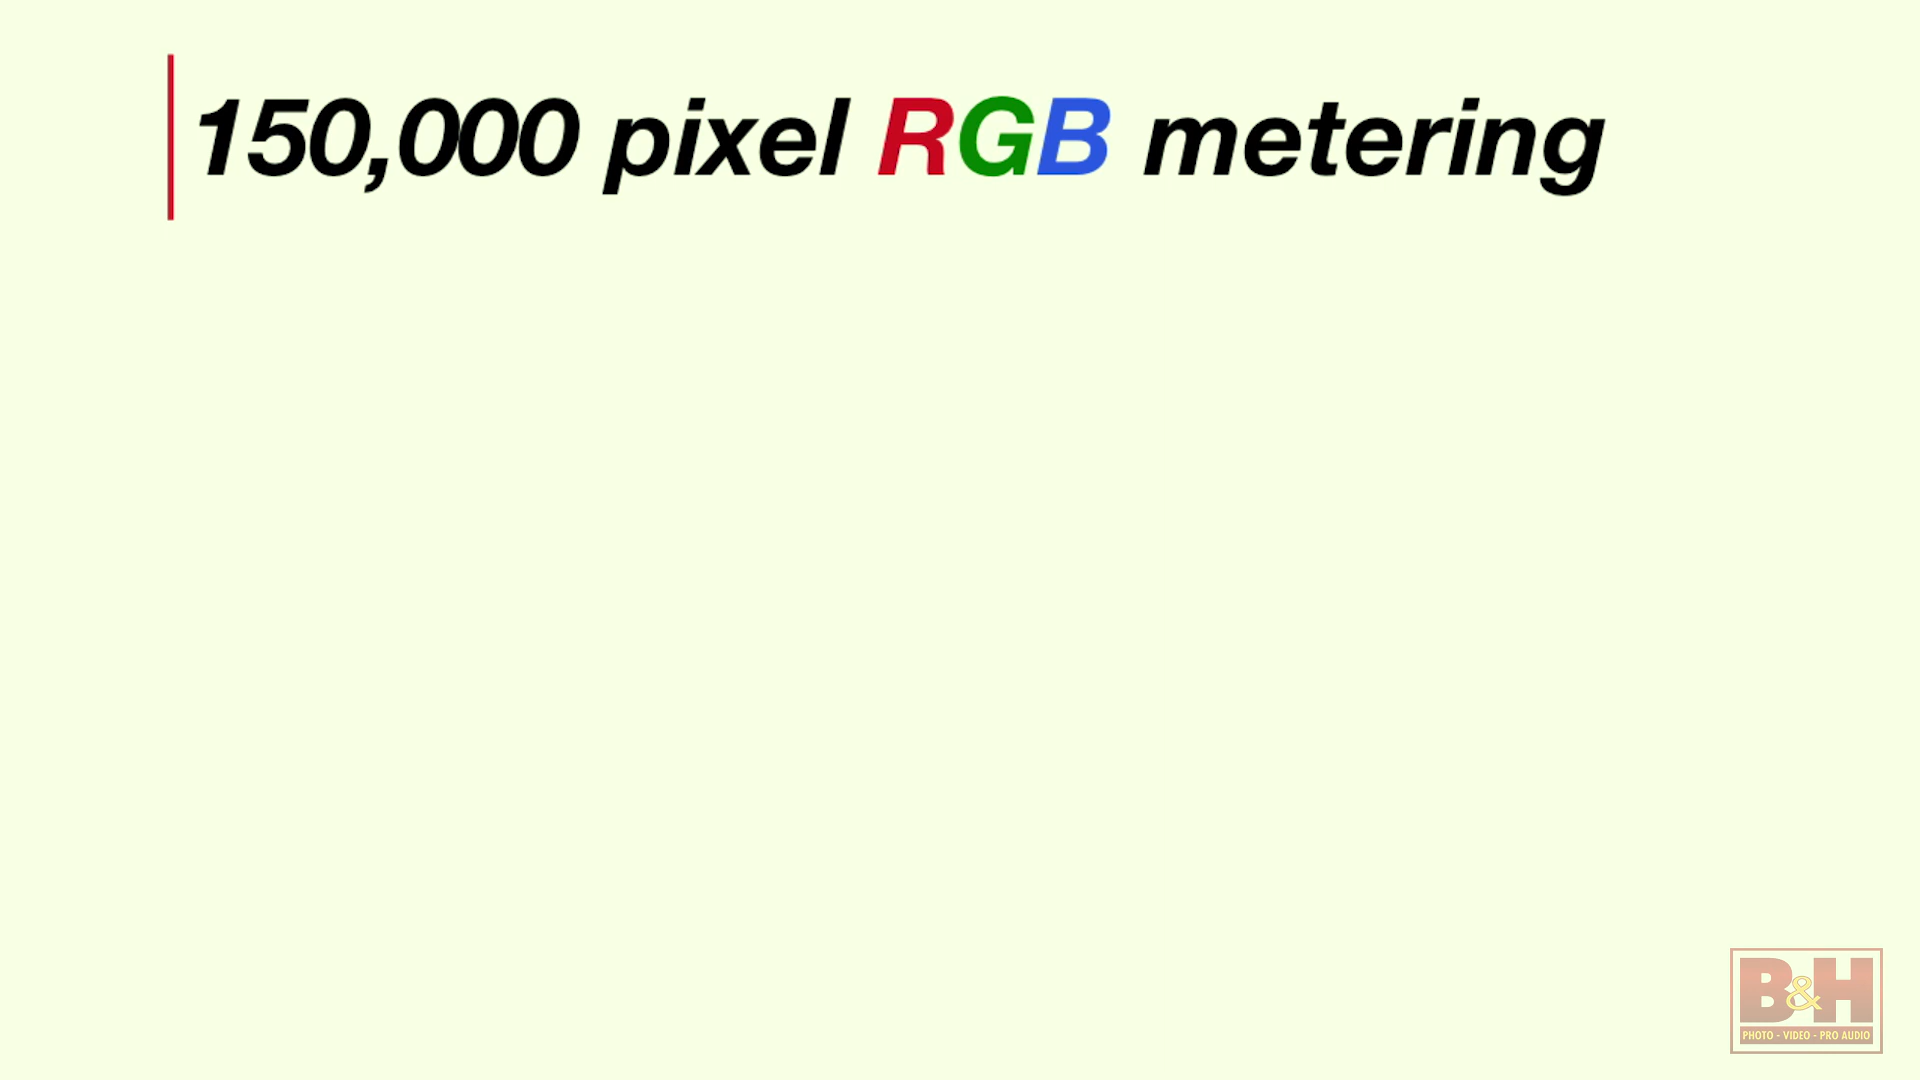 150,000 pixel RGB metering
B&H
PHOTO - VIDEO - PRO AUDIO